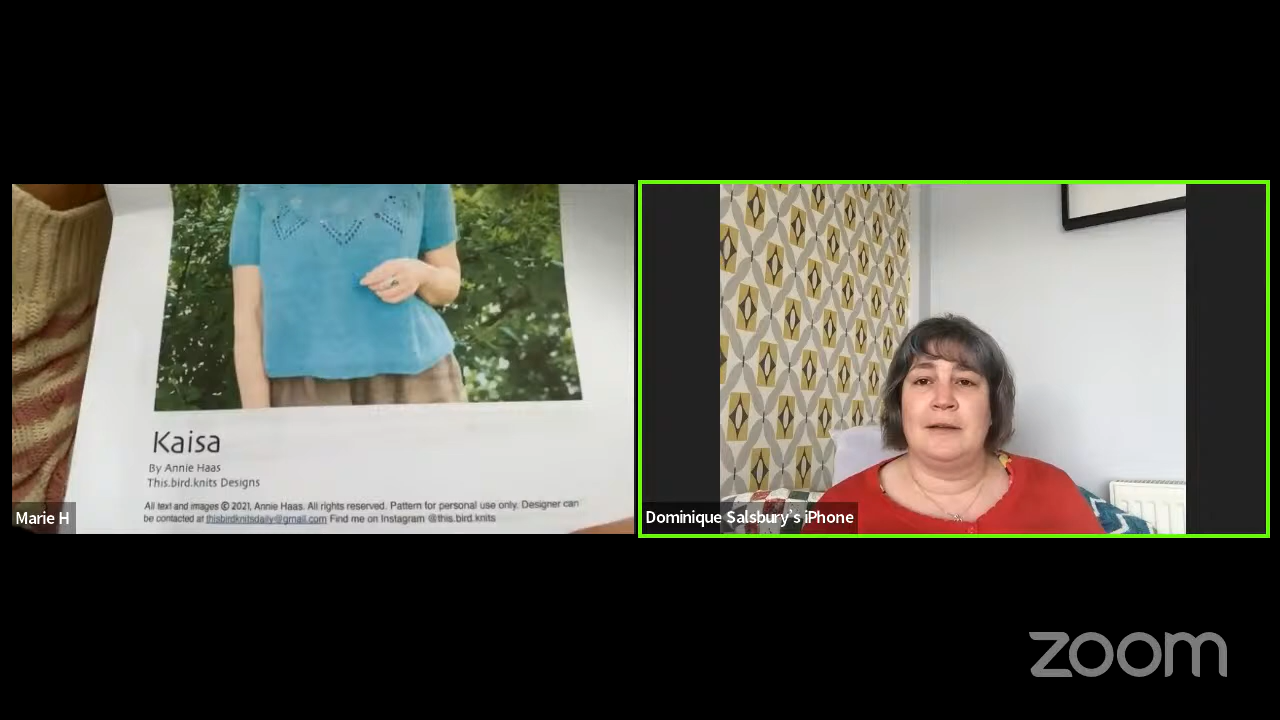 Kaisa
By Annie Haas
This.bird.knits Designs
All text and images © 2021, Annie Haas. All rights reserved. Pattern for personal use only. Designer can
be contacted at thisbirdknitsdaily@gmail.com Find me on Instagram @this.bird.knits
Marie H
Dominique Salsbury’s iPhone
zoom